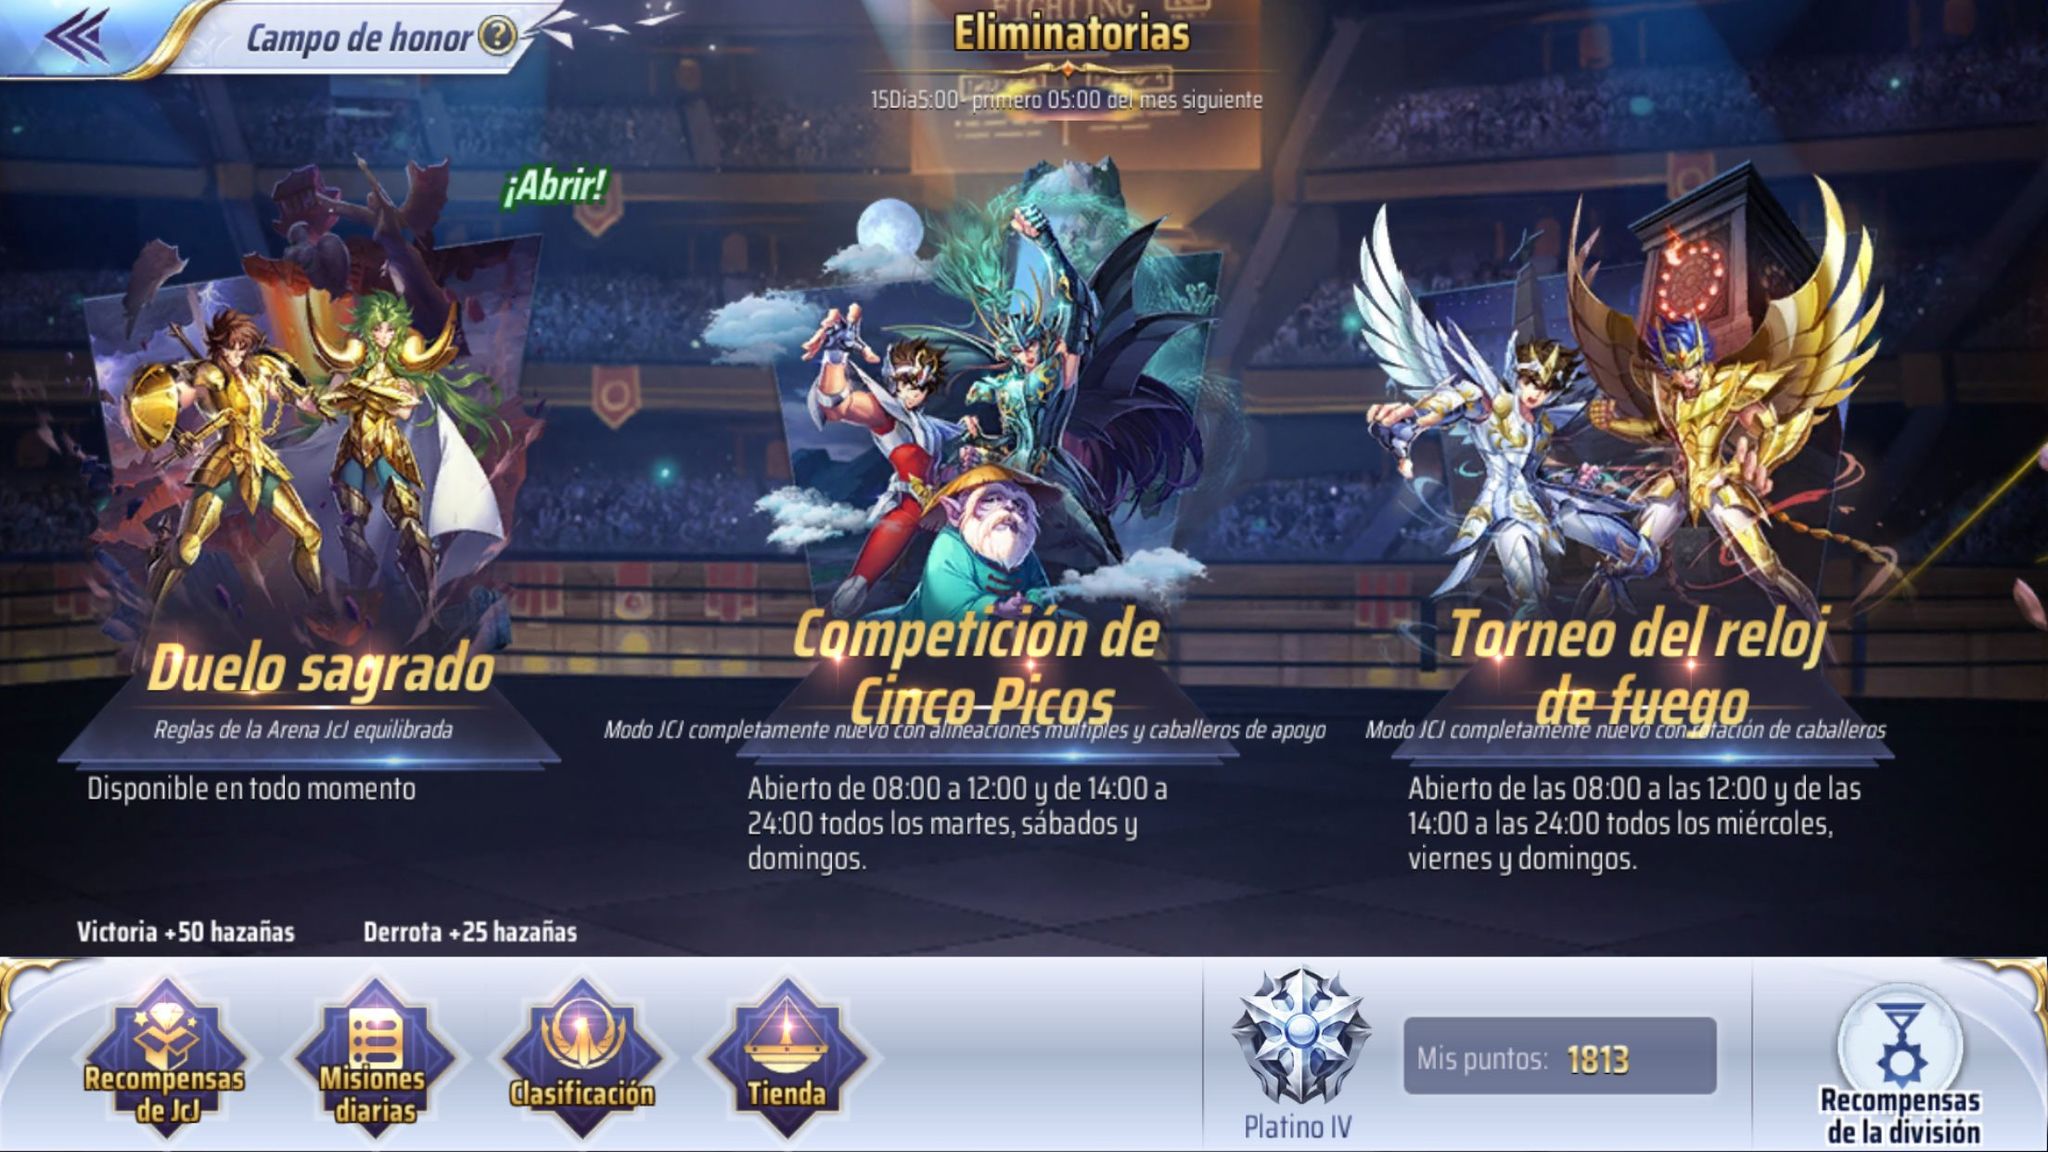 Campo de honor ?
FIGHTING
Eliminatorias
15Día5:00- primero 05:00 del mes siguiente
¡Abrir!
Duelo sagrado
Reglas de la Arena JcJ equilibrada
Disponible en todo momento
Competición de
Cinco Picos
Modo JCJ completamente nuevo con alineaciones múltiples y caballeros de apoyo
Abierto de 08:00 a 12:00 y de 14:00 a
24:00 todos los martes, sábados y
domingos.
Torneo del reloj
de fuego
Modo JCJ completamente nuevo con rotación de caballeros
Abierto de las 08:00 a las 12:00 y de las
14:00 a las 24:00 todos los miércoles,
viernes y domingos.
Victoria +50 hazañas
Derrota +25 hazañas
Recompensas
de JcJ
Misiones
diarias
Clasificación
Tienda
Platino IV
Mis puntos: 1813
Recompensas
de la división